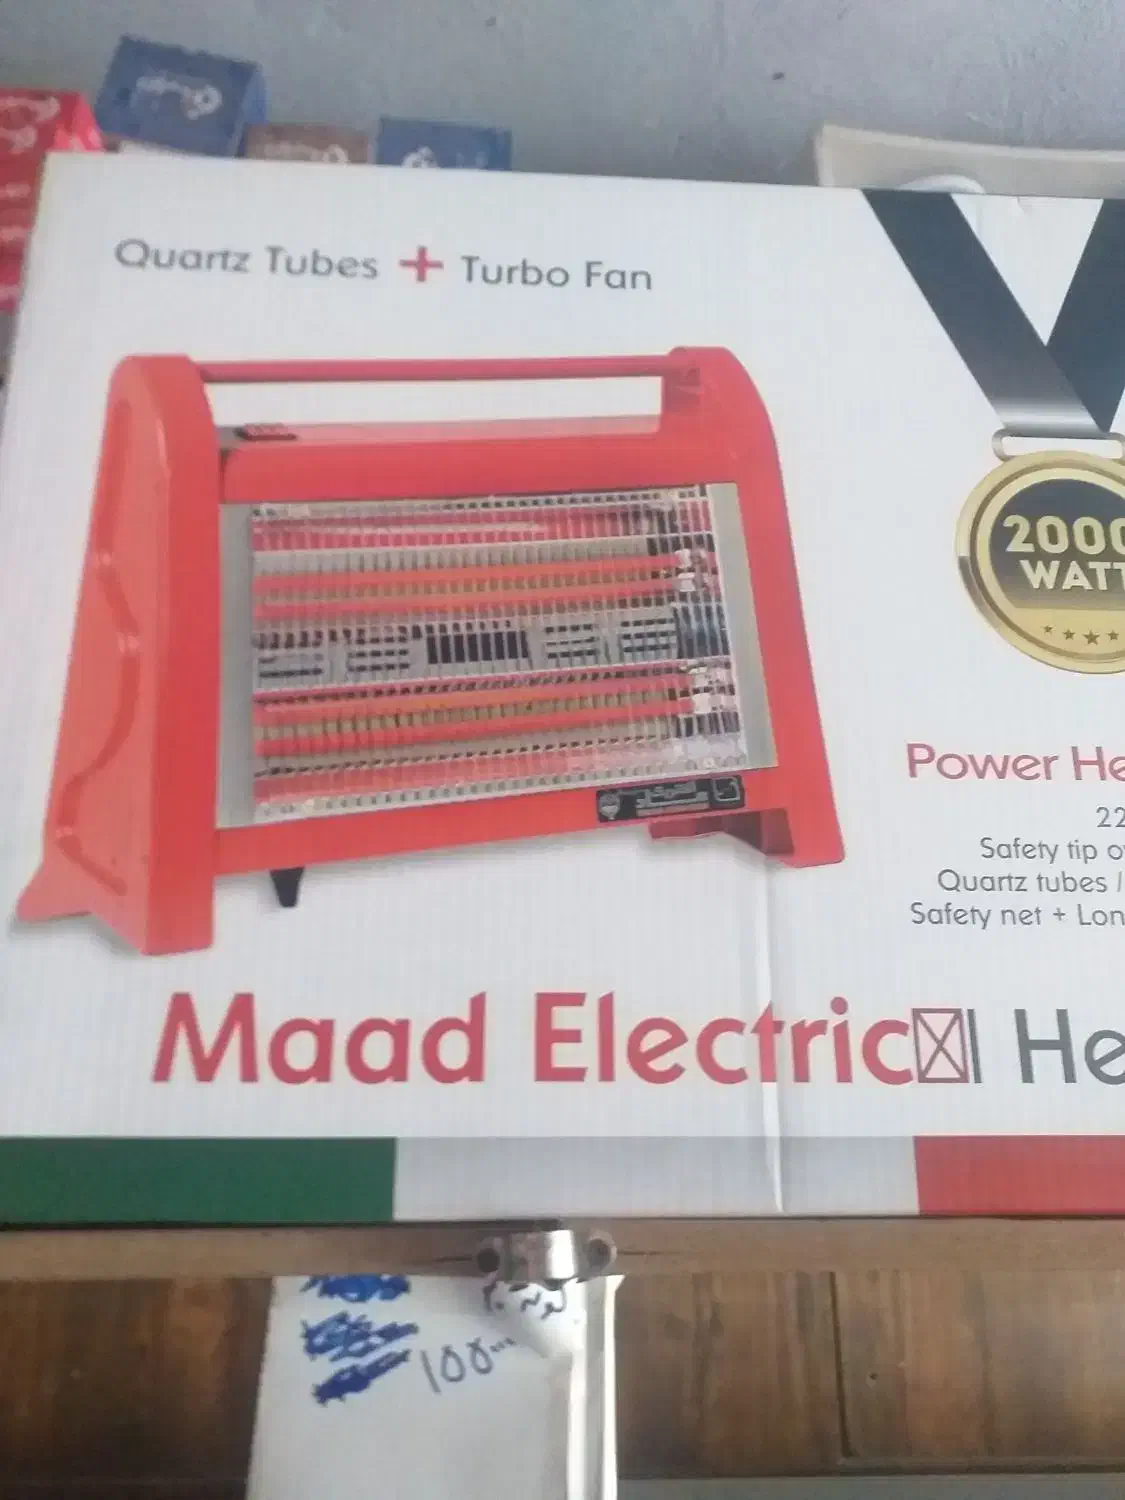 Quartz Tubes + Turbo Fan
2000
WATT
Power He
22
Safety tip o
Quartz tubes /
Safety net + Lon
Maad Electric☒l He
100